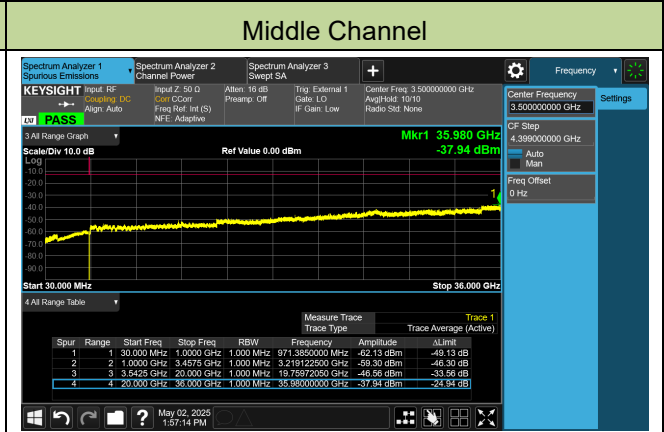 Middle Channel
Spectrum Analyzer 1
Spurious Emissions
Spectrum Analyzer 2
Channel Power
Spectrum Analyzer 3
Swept SA
+
Frequency
KEYSIGHT
Input: RF
Coupling: DC
Align: Auto
Input Z: 50 Ω
Corr CCorr
Freq Ref: Int (S)
NFE: Adaptive
Atten: 16 dB
Preamp: Off
Trig: External 1
Gate: LO
IF Gain: Low
Center Freq: 3.500000000 GHz
Avg|Hold: 10/10
Radio Std: None
LXI PASS
Center Frequency
3.500000000 GHz
Settings
CF Step
4.399000000 GHz
Auto
Man
Freq Offset
0 Hz
3 All Range Graph
Mkr1 35.980 GHz
-37.94 dBm
Scale/Div 10.0 dB
Ref Value 0.00 dBm
Log
-10.0
-20.0
-30.0
-40.0
-50.0
-60.0
-70.0
-80.0
-90.0
1
Start 30.000 MHz
Stop 36.000 GHz
4 All Range Table
Measure Trace Trace 1
Trace Type Trace Average (Active)
Spur Range Start Freq Stop Freq RBW Frequency Amplitude ΔLimit
1 1 30.000 MHz 1.0000 GHz 1.000 MHz 971.3850000 MHz -62.13 dBm -49.13 dB
2 2 1.0000 GHz 3.4575 GHz 1.000 MHz 3.219122500 GHz -59.30 dBm -46.30 dB
3 3 3.5425 GHz 20.000 GHz 1.000 MHz 19.75972050 GHz -46.56 dBm -33.56 dB
4 4 20.000 GHz 36.000 GHz 1.000 MHz 35.98000000 GHz -37.94 dBm -24.94 dB
?
May 02, 2025
1:57:14 PM